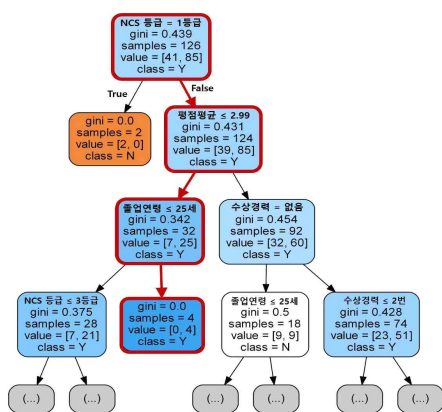 NCS 등급 = 1등급
gini = 0.439
samples = 126
value = [41, 85]
class = Y
True
False
gini = 0.0
samples = 2
value = [2, 0]
class = N
평점평균 ≤ 2.99
gini = 0.431
samples = 124
value = [39, 85]
class = Y
졸업연령 ≤ 25세
gini = 0.342
samples = 32
value = [7, 25]
class = Y
수상경력 = 없음
gini = 0.454
samples = 92
value = [32, 60]
class = Y
NCS 등급 ≤ 3등급
gini = 0.375
samples = 28
value = [7, 21]
class = Y
gini = 0.0
samples = 4
value = [0, 4]
class = Y
졸업연령 ≤ 25세
gini = 0.5
samples = 18
value = [9, 9]
class = N
수상경력 ≤ 2번
gini = 0.428
samples = 74
value = [23, 51]
class = Y
(...)
(...)
(...)
(...)
(...)
(...)